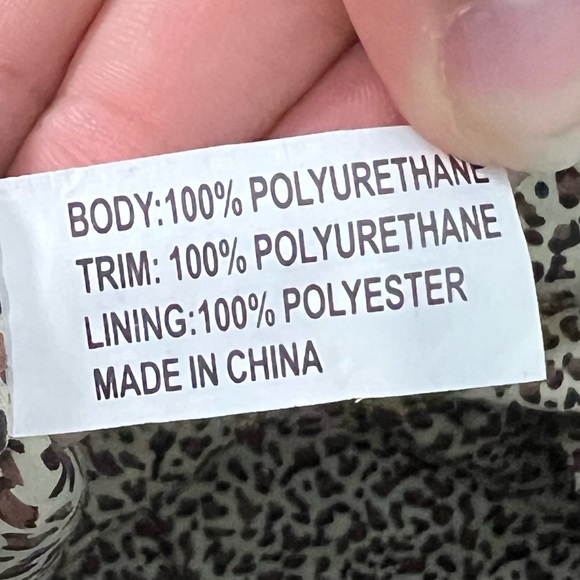 BODY:100% POLYURETHANE
TRIM: 100% POLYURETHANE
LINING:100% POLYESTER
MADE IN CHINA